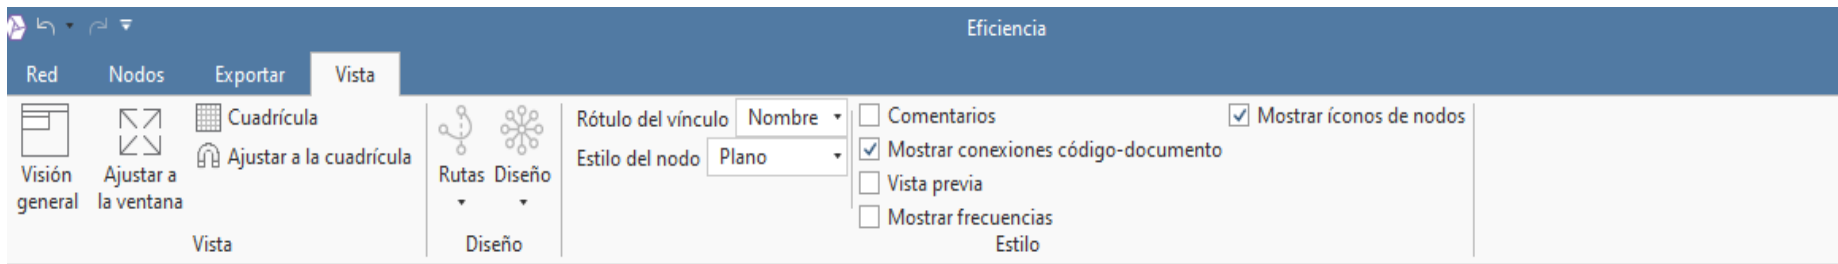 Eficiencia
Red Nodos Exportar Vista
Visión general
Ajustar a la ventana
Cuadrícula
Ajustar a la cuadrícula
Vista
Rutas Diseño
Diseño
Rótulo del vínculo Nombre
Estilo del nodo Plano
Comentarios
Mostrar conexiones código-documento
Vista previa
Mostrar frecuencias
Mostrar íconos de nodos
Estilo